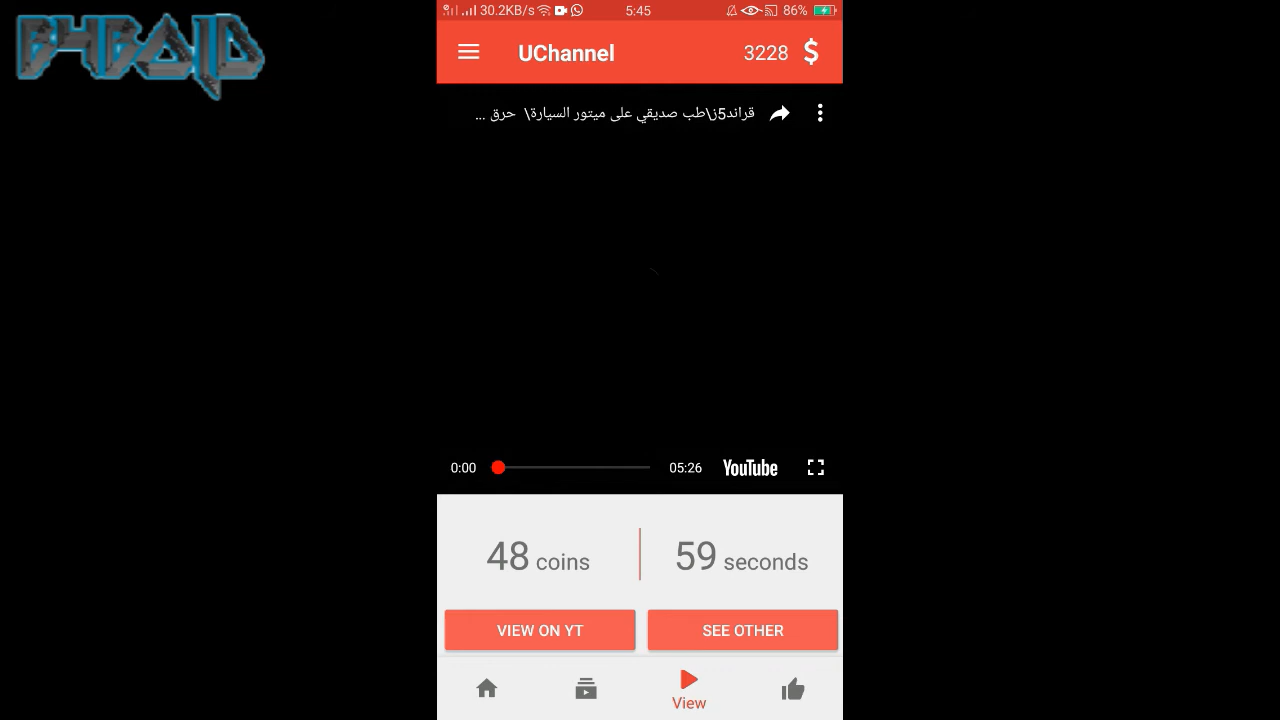 30.2KB/s
5:45
86%
UChannel
3228 $
قراند5ز\طب صديقي على ميتور السيارة\ حرق ...
0:00
05:26
YouTube
48 coins
59 seconds
VIEW ON YT
SEE OTHER
View